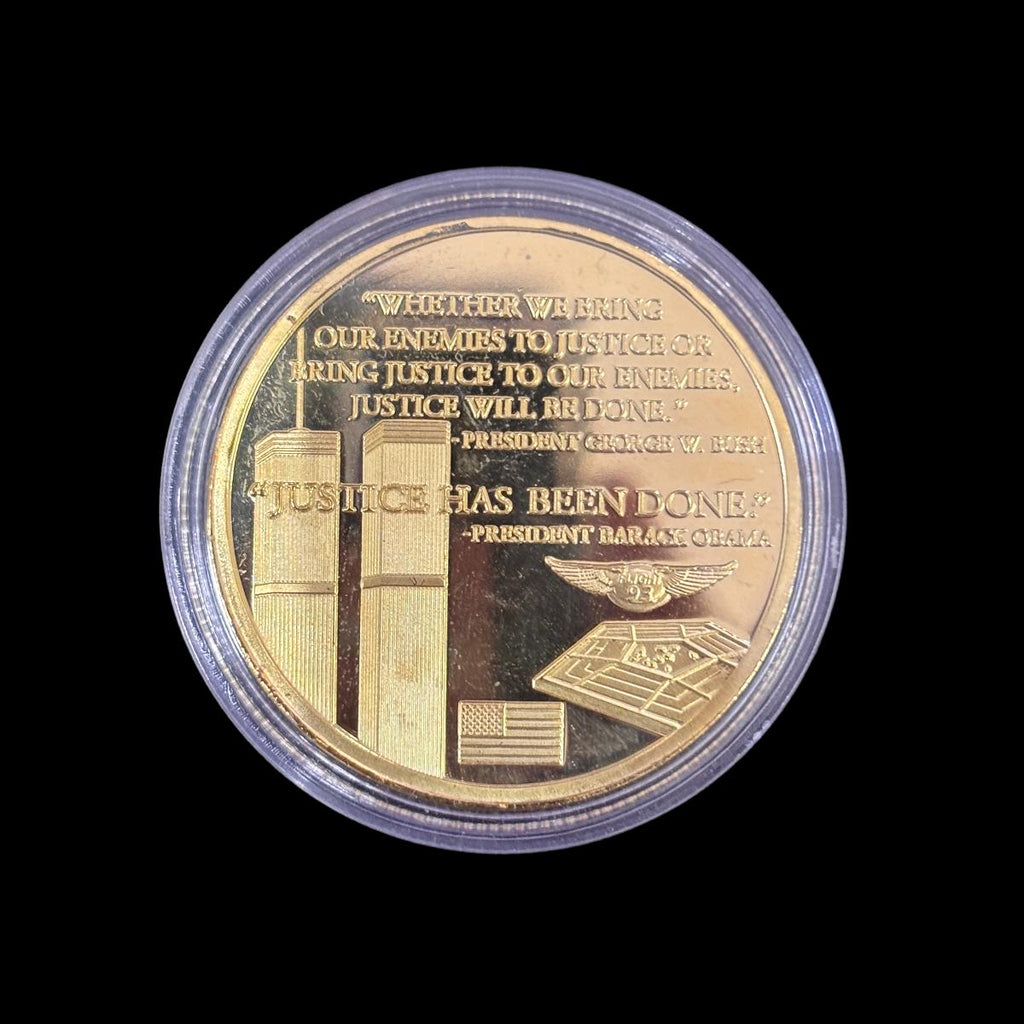 “WHETHER WE BRING
OUR ENEMIES TO JUSTICE OR
BRING JUSTICE TO OUR ENEMIES,
JUSTICE WILL BE DONE.”
-PRESIDENT GEORGE W. BUSH
“JUSTICE HAS BEEN DONE.”
-PRESIDENT BARACK OBAMA
FLIGHT
93